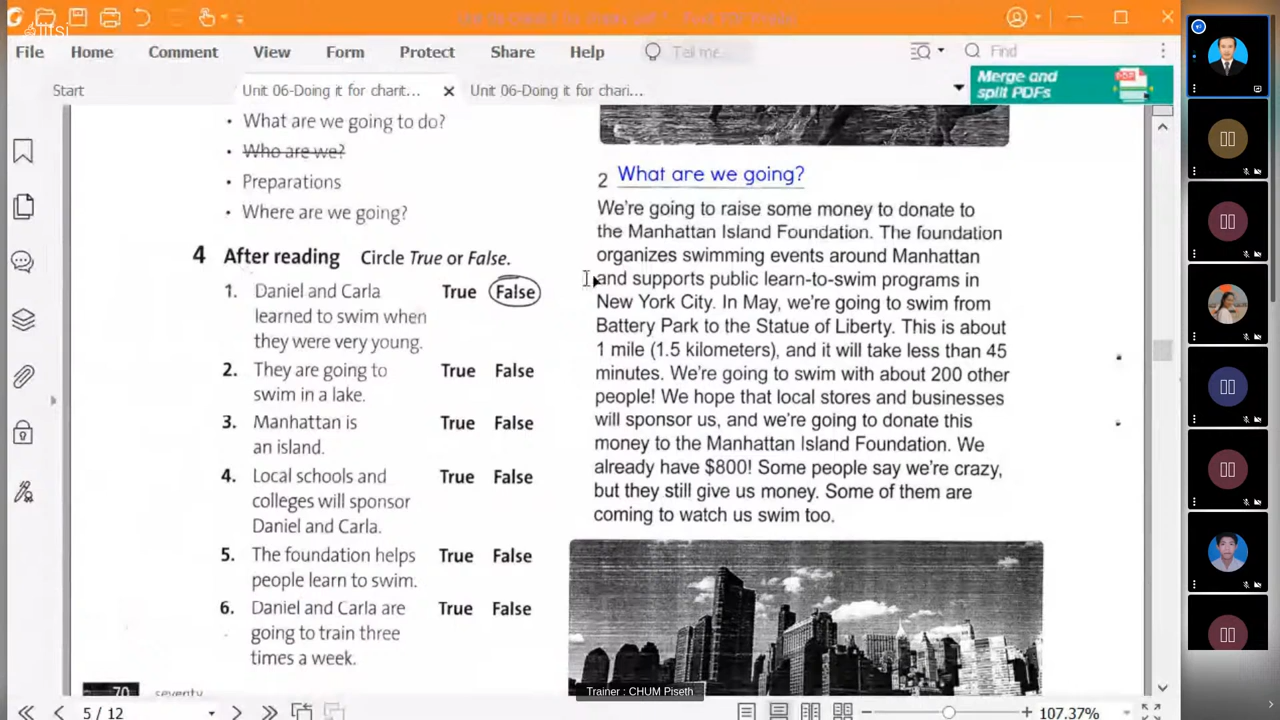 File Home Comment View Form Protect Share Help Tell me... Find
Start Unit 06-Doing it for charit... Unit 06-Doing it for chari...
Merge and
split PDFs
• What are we going to do?
• Who are we?
• Preparations
• Where are we going?
4 After reading Circle True or False.
1. Daniel and Carla True False
learned to swim when
they were very young.
2. They are going to True False
swim in a lake.
3. Manhattan is True False
an island.
4. Local schools and True False
colleges will sponsor
Daniel and Carla.
5. The foundation helps True False
people learn to swim.
6. Daniel and Carla are True False
going to train three
times a week.
70 seventy
2 What are we going?
We're going to raise some money to donate to
the Manhattan Island Foundation. The foundation
organizes swimming events around Manhattan
and supports public learn-to-swim programs in
New York City. In May, we're going to swim from
Battery Park to the Statue of Liberty. This is about
1 mile (1.5 kilometers), and it will take less than 45
minutes. We're going to swim with about 200 other
people! We hope that local stores and businesses
will sponsor us, and we're going to donate this
money to the Manhattan Island Foundation. We
already have $800! Some people say we're crazy,
but they still give us money. Some of them are
coming to watch us swim too.
Trainer : CHUM Piseth
5 / 12
107.37%